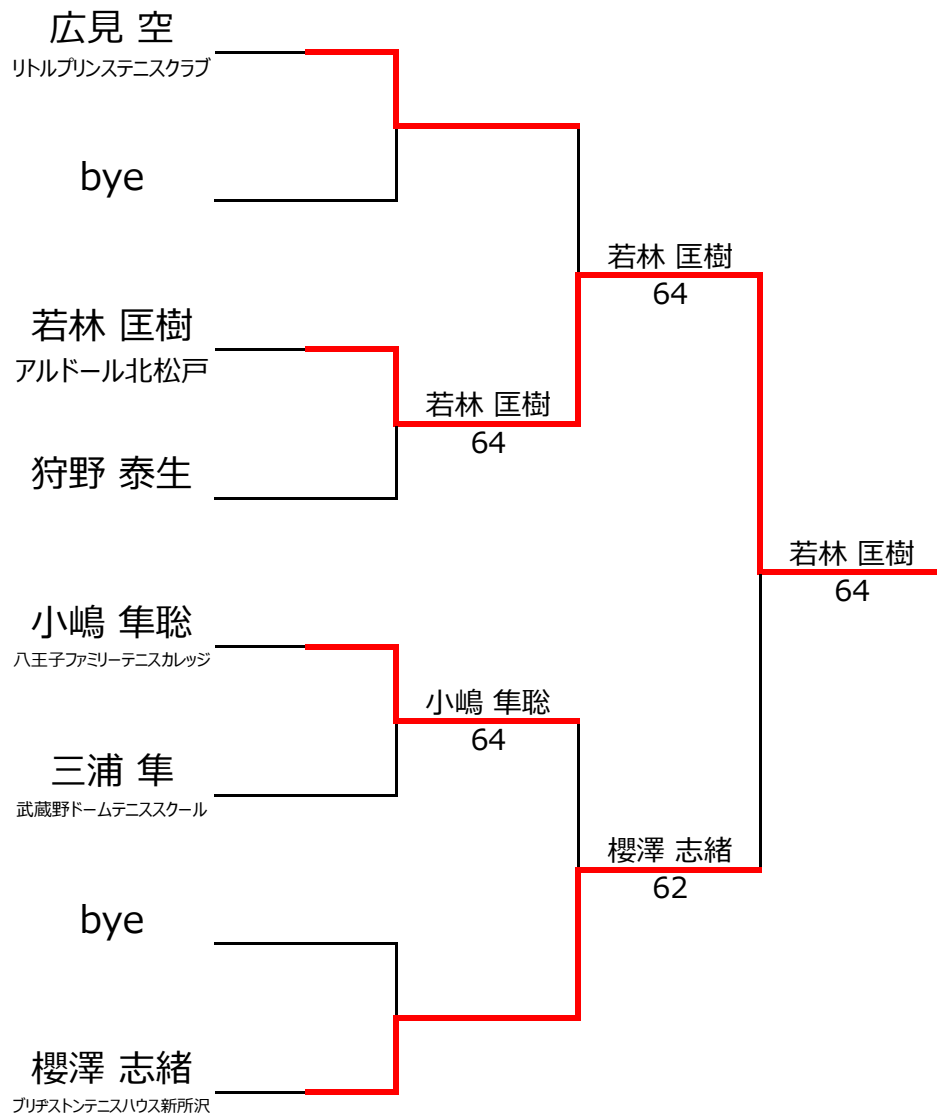 広見 空
リトルプリンステニスクラブ
bye
若林 匡樹
64
若林 匡樹
アルドール北松戸
若林 匡樹
64
狩野 泰生
若林 匡樹
64
小嶋 隼聡
八王子ファミリーテニスカレッジ
小嶋 隼聡
64
三浦 隼
武蔵野ドームテニススクール
櫻澤 志緒
62
bye
櫻澤 志緒
ブリヂストンテニスハウス新所沢